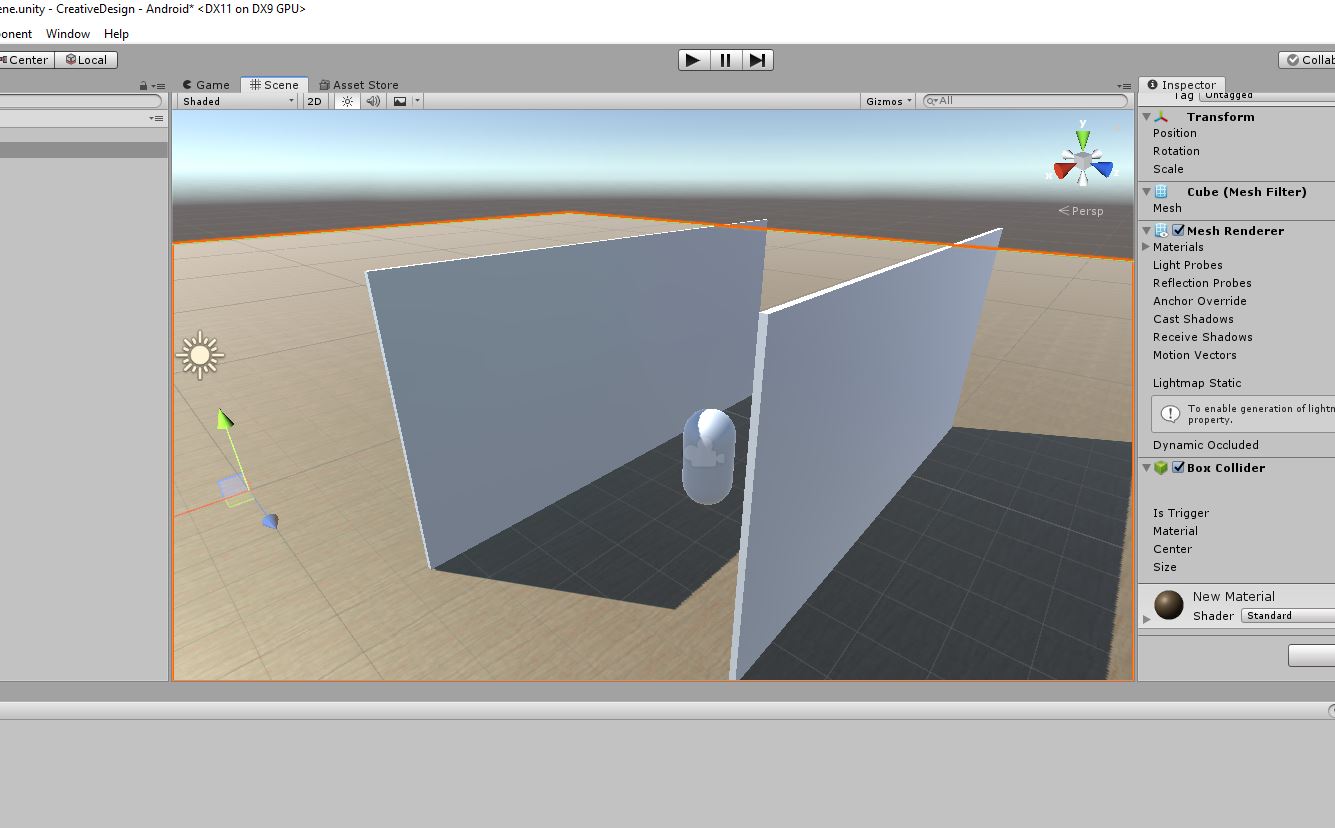 ene.unity - CreativeDesign - Android* <DX11 on DX9 GPU>
onent Window Help
Center Local Collab
Game Scene Asset Store Inspector
Shaded 2D Gizmos All
Tag Untagged
Transform
Position
Rotation
Scale
Cube (Mesh Filter)
Mesh
Mesh Renderer
Materials
Light Probes
Reflection Probes
Anchor Override
Cast Shadows
Receive Shadows
Motion Vectors
Lightmap Static
To enable generation of lightm
property.
Dynamic Occluded
Box Collider
Is Trigger
Material
Center
Size
New Material
Shader Standard
y
x
Persp